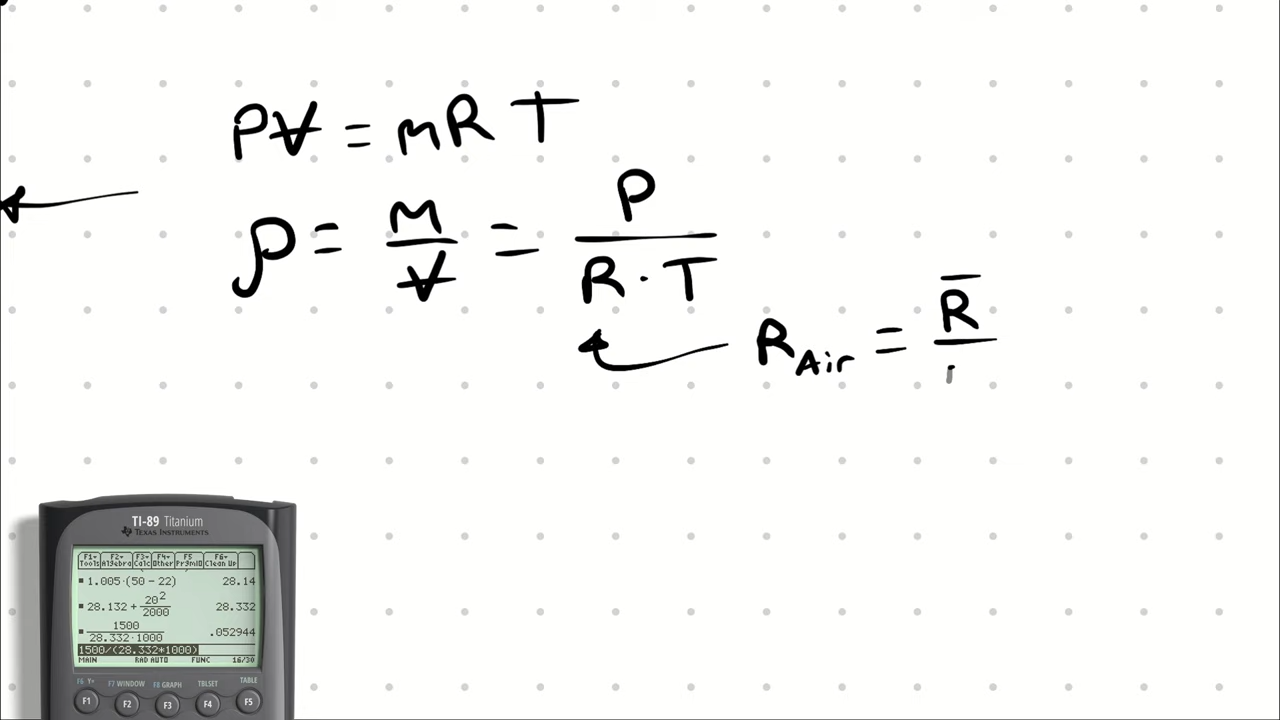 PV = mRT
ρ = m/V = P/(R · T)
R_Air = R̄/
TI-89 Titanium
TEXAS INSTRUMENTS
F1▾ Tools F2▾ Algebra F3▾ Calc F4▾ Other F5 PrgmIO F6▾ Clean Up
1.005·(50 − 22) 28.14
28.132 + 20²/2000 28.332
1500/(28.332·1000) .052944
1500/(28.332*1000)
MAIN RAD AUTO FUNC 16/30
F6 Y= F7 WINDOW F8 GRAPH TBLSET TABLE
F1 F2 F3 F4 F5